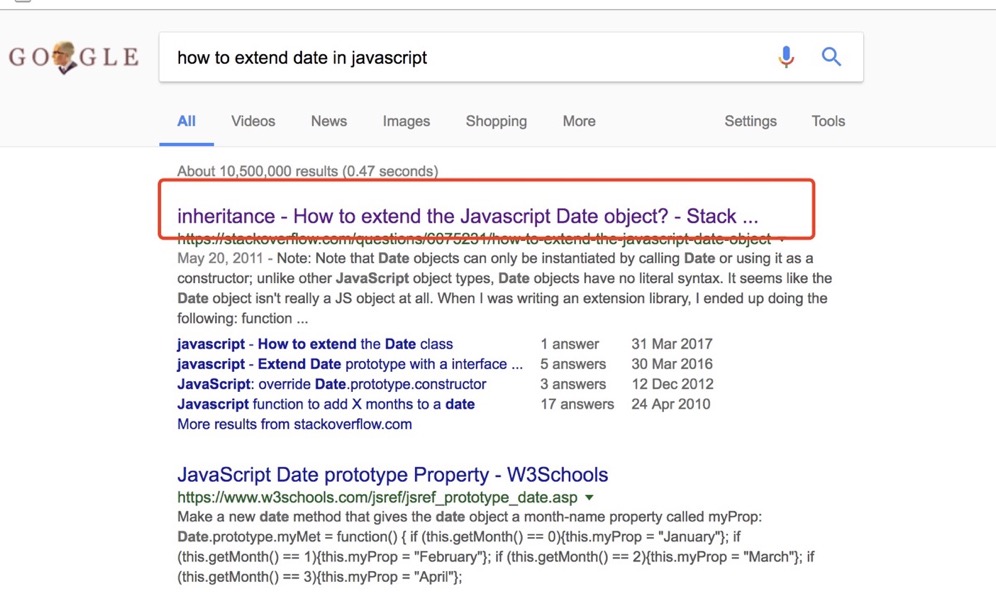 GOOGLE
how to extend date in javascript
All Videos News Images Shopping More Settings Tools
About 10,500,000 results (0.47 seconds)
inheritance - How to extend the Javascript Date object? - Stack ...
https://stackoverflow.com/questions/6075231/how-to-extend-the-javascript-date-object
May 20, 2011 - Note: Note that Date objects can only be instantiated by calling Date or using it as a
constructor; unlike other JavaScript object types, Date objects have no literal syntax. It seems like the
Date object isn't really a JS object at all. When I was writing an extension library, I ended up doing the
following: function ...
javascript - How to extend the Date class 1 answer 31 Mar 2017
javascript - Extend Date prototype with a interface ... 5 answers 30 Mar 2016
JavaScript: override Date.prototype.constructor 3 answers 12 Dec 2012
Javascript function to add X months to a date 17 answers 24 Apr 2010
More results from stackoverflow.com
JavaScript Date prototype Property - W3Schools
https://www.w3schools.com/jsref/jsref_prototype_date.asp
Make a new date method that gives the date object a month-name property called myProp:
Date.prototype.myMet = function() { if (this.getMonth() == 0){this.myProp = "January"}; if
(this.getMonth() == 1){this.myProp = "February"}; if (this.getMonth() == 2){this.myProp = "March"}; if
(this.getMonth() == 3){this.myProp = "April"};